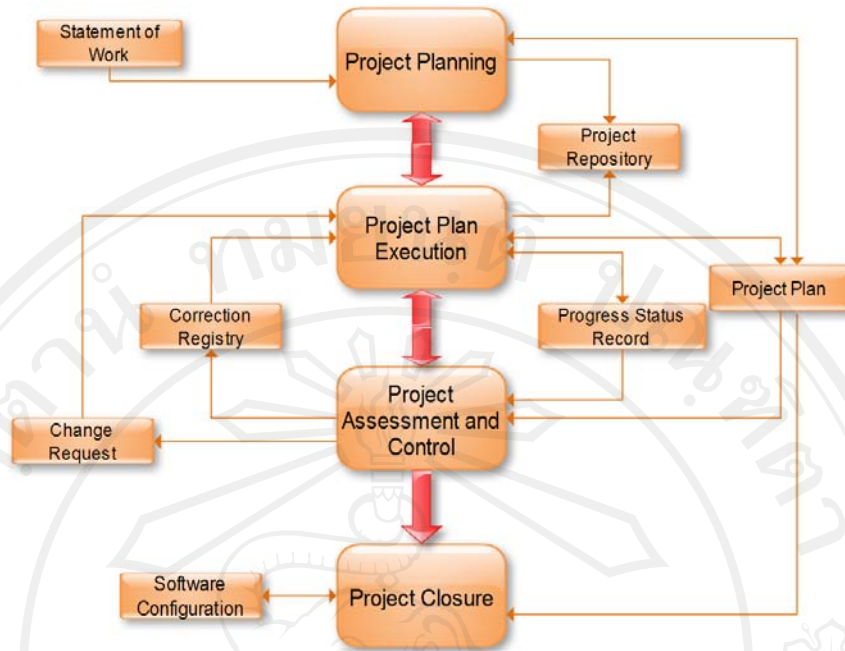 Statement of
Work
Project Planning
Project
Repository
Project Plan
Execution
Project Plan
Correction
Registry
Progress Status
Record
Project
Assessment and
Control
Change
Request
Software
Configuration
Project Closure